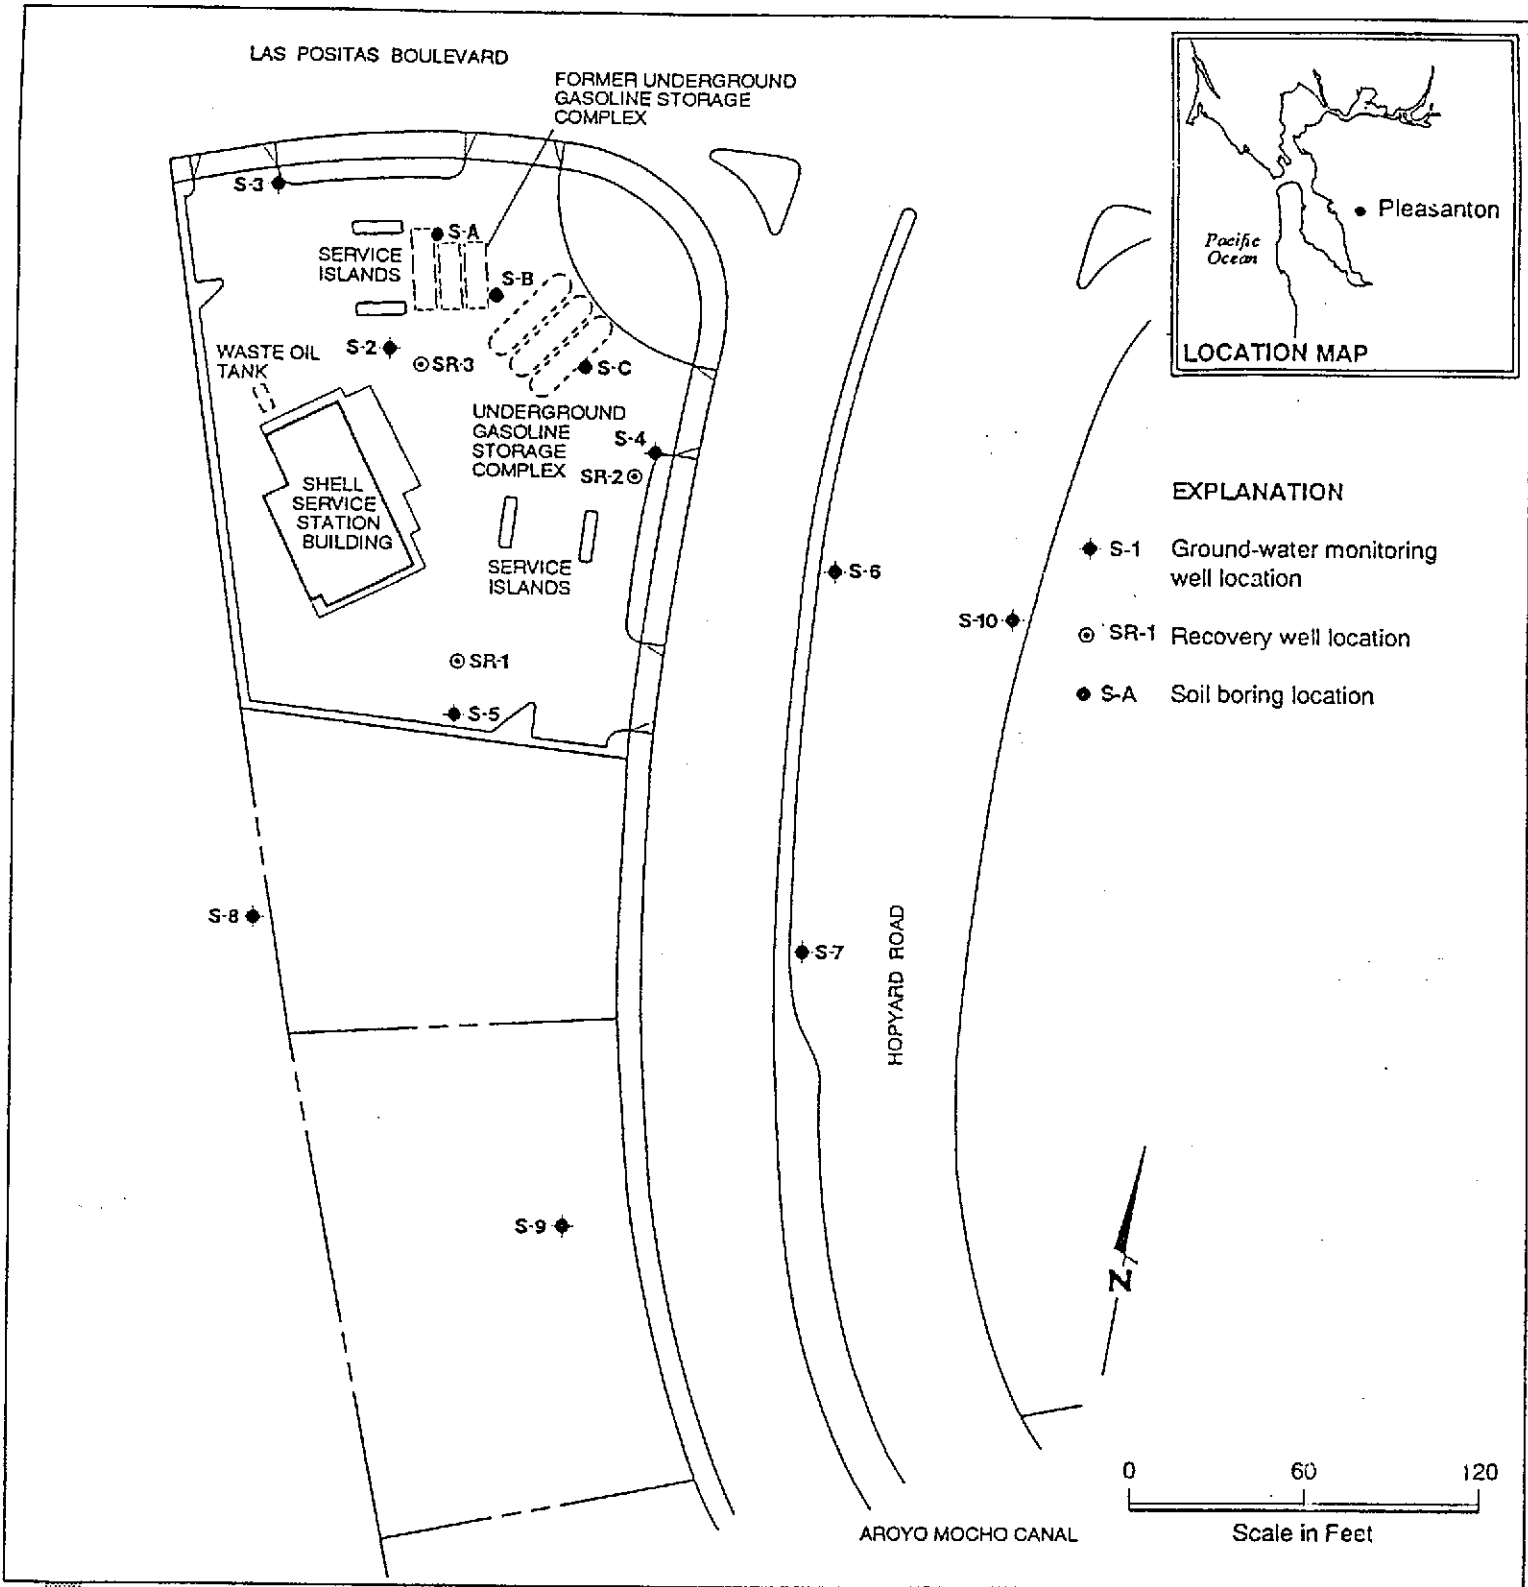 LAS POSITAS BOULEVARD
FORMER UNDERGROUND
GASOLINE STORAGE
COMPLEX
S-3
S-A
SERVICE
ISLANDS
S-B
S-2
SR-3
WASTE OIL
TANK
S-C
UNDERGROUND
GASOLINE
STORAGE
COMPLEX
S-4
SR-2
SHELL
SERVICE
STATION
BUILDING
SERVICE
ISLANDS
SR-1
S-5
S-6
S-10
S-8
S-7
HOPYARD ROAD
S-9
AROYO MOCHO CANAL
Pleasanton
Pacific
Ocean
LOCATION MAP
EXPLANATION
S-1 Ground-water monitoring
well location
SR-1 Recovery well location
S-A Soil boring location
N
0 60 120
Scale in Feet